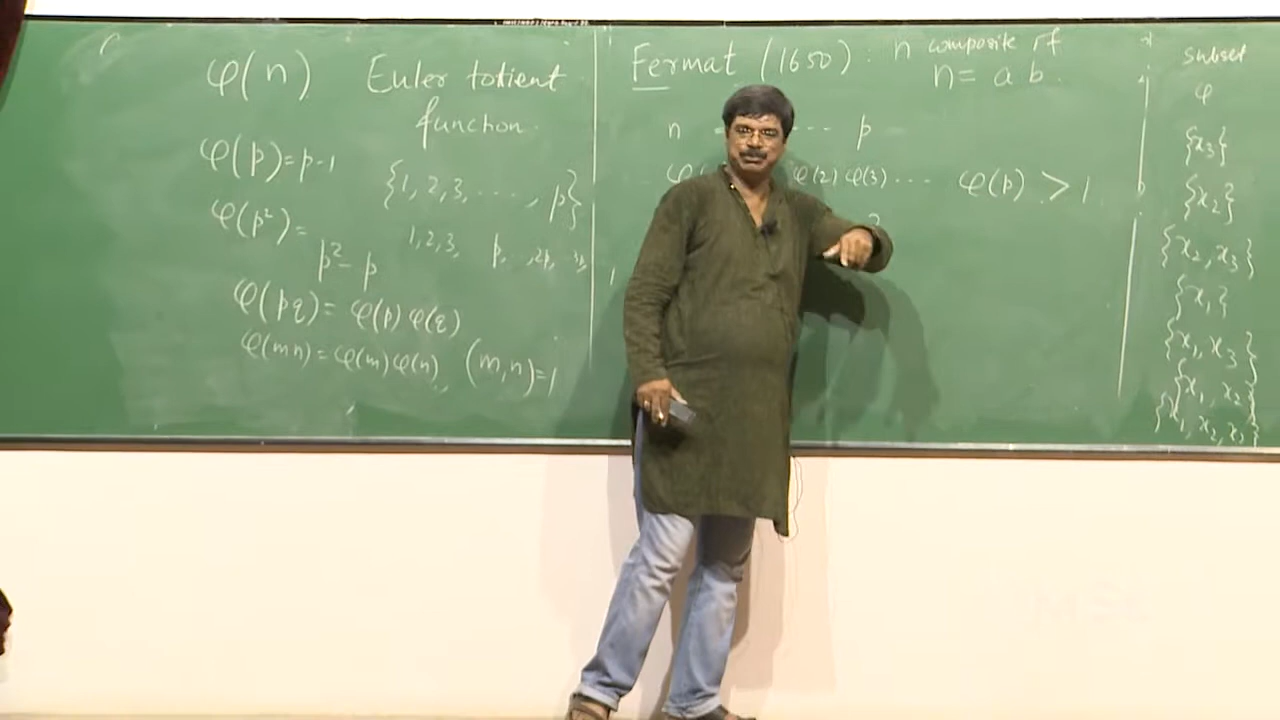 φ(n) Euler totient
function.
φ(p)=p-1 {1,2,3, ...., p}
φ(p²)= 1,2,3, p, ,2p,
p²-p
φ(pq)= φ(p) φ(q)
φ(mn)=φ(m)φ(n), (m,n)=1
Fermat (1650): n composite if
n= a b.
n - --- p
φ(2) φ(3)... φ(p) >1
Subset
φ
{x₃}
{x₂}
{x₂, x₃}
{x₁}
{x₁, x₃}
{x₁, x₂}
{x₁, x₂, x₃}